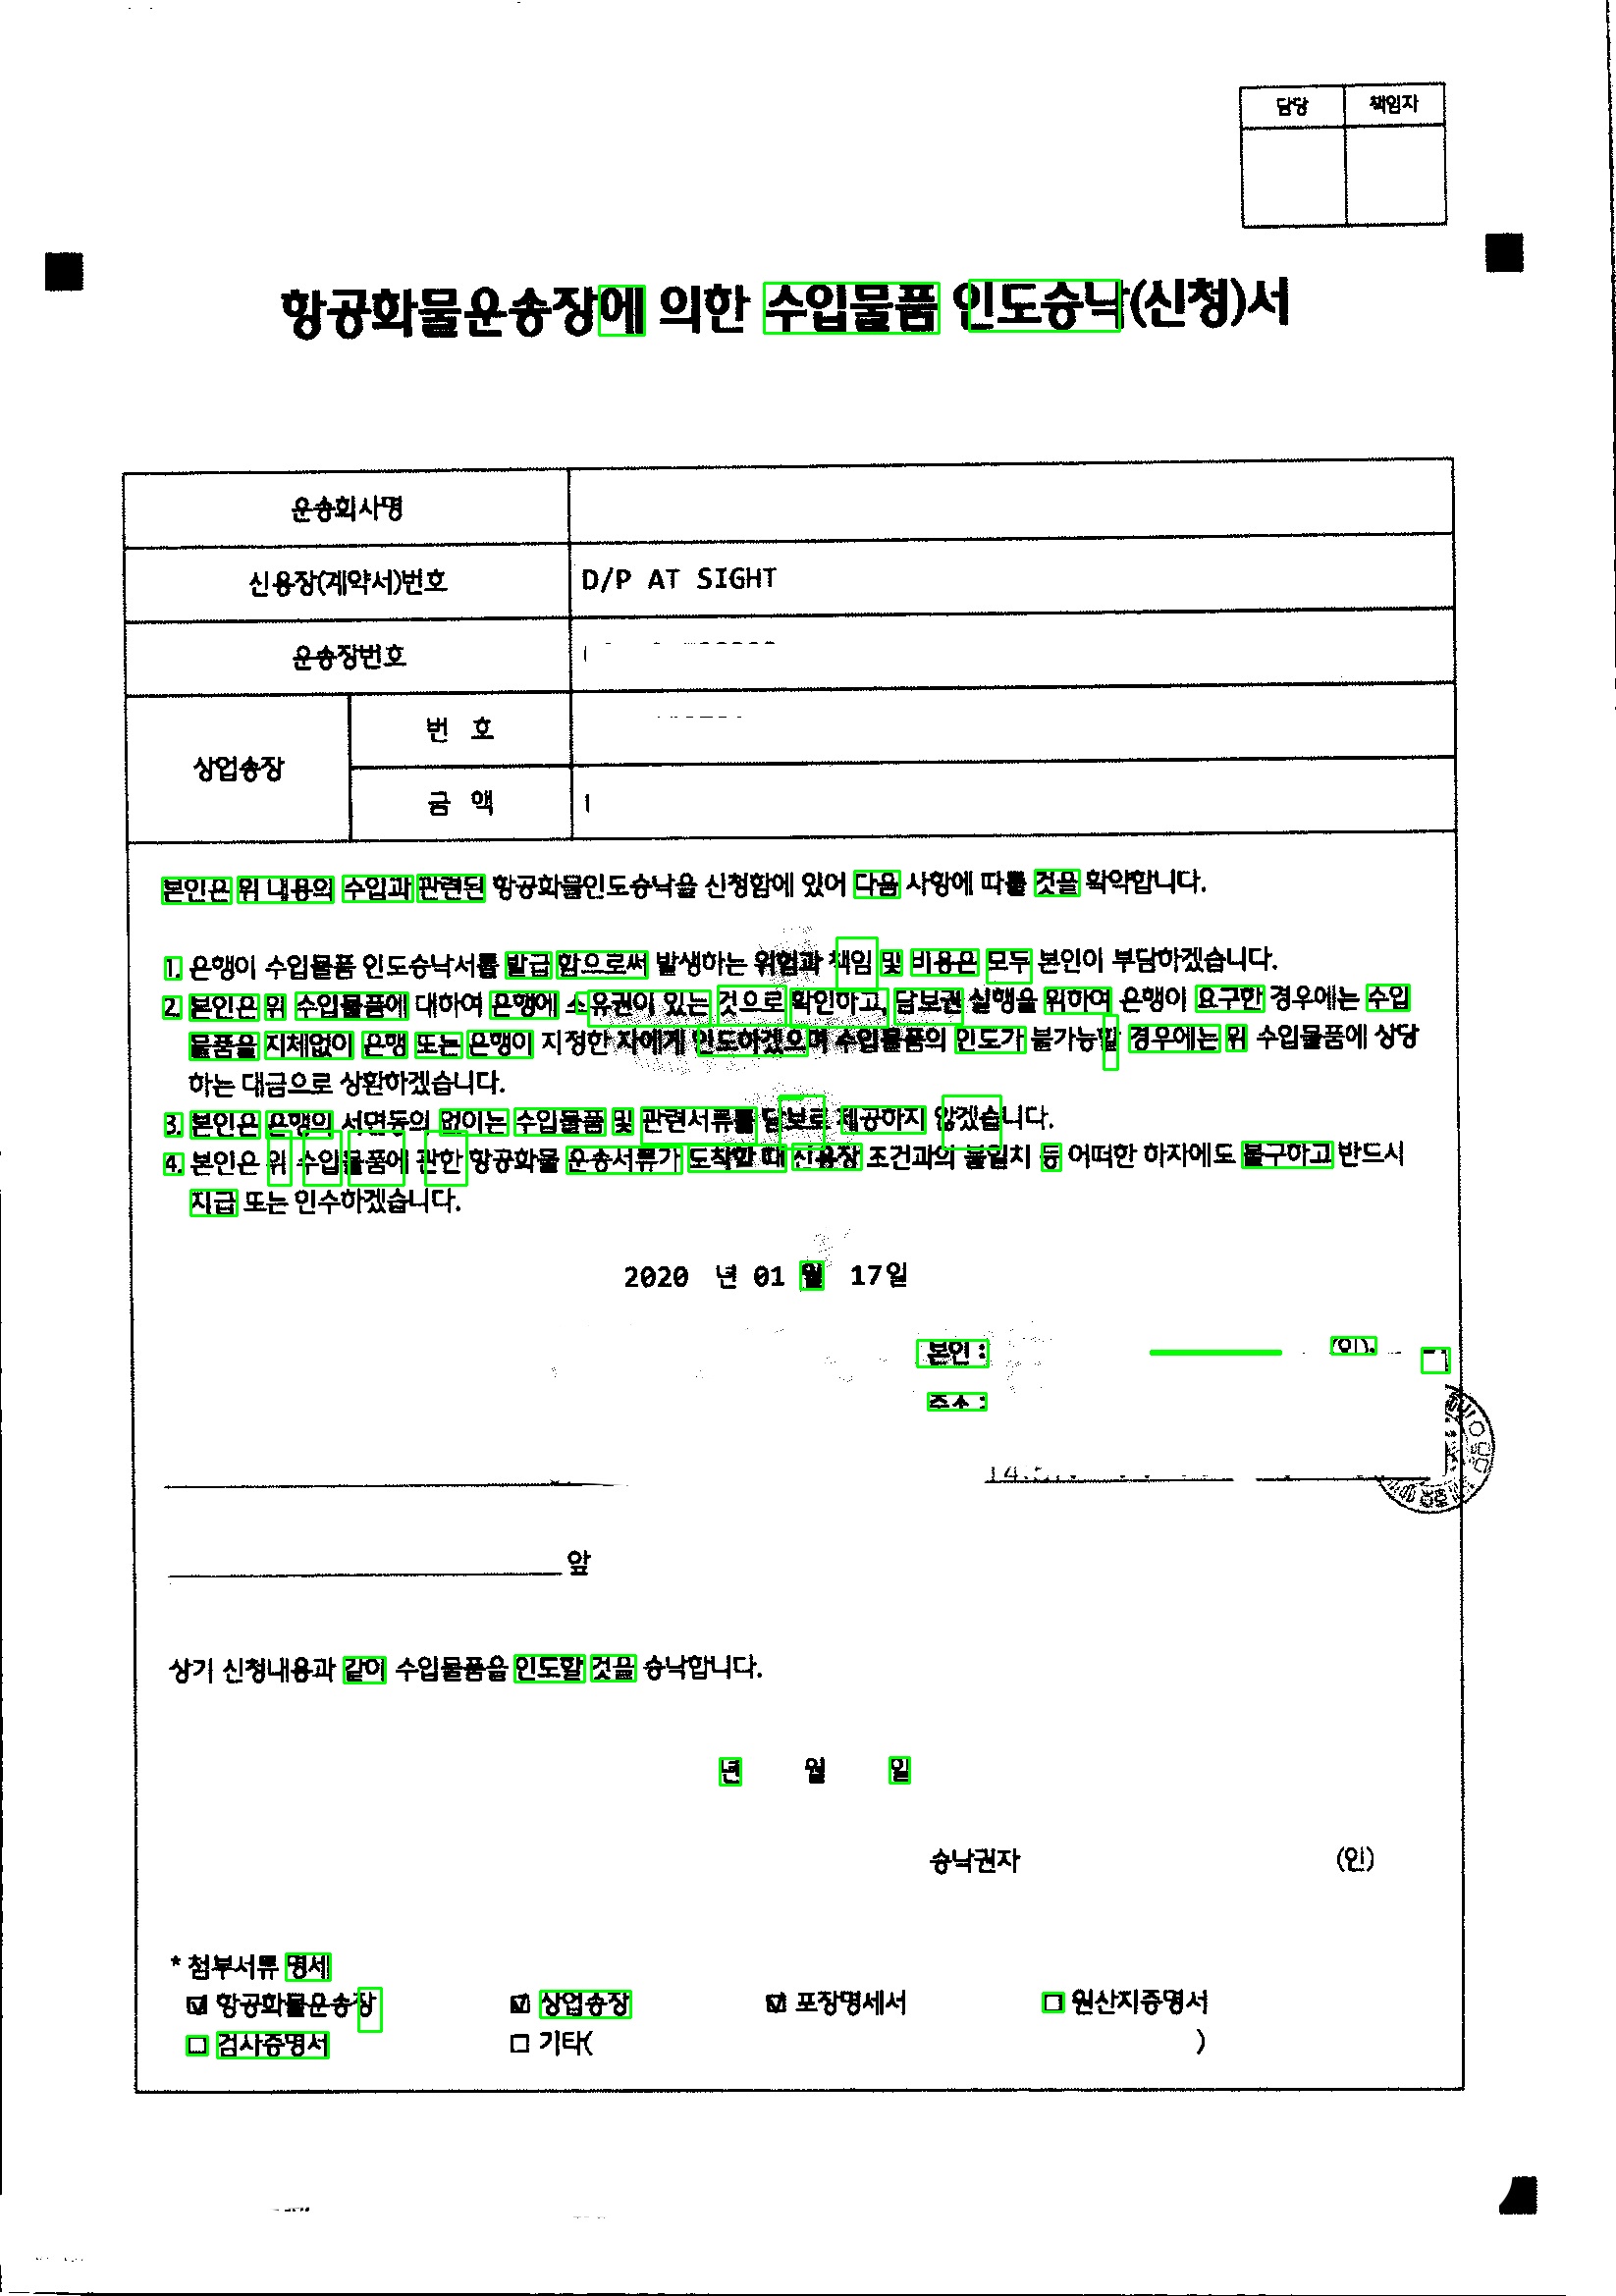 담당 책임자
항공화물운송장에 의한 수입물품 인도승낙(신청)서
운송회사명
신용장(계약서)번호 D/P AT SIGHT
운송장번호
상업송장
번 호
금 액
본인은 위 내용의 수입과 관련된 항공화물인도승낙을 신청함에 있어 다음 사항에 따를 것을 확약합니다.
1. 은행이 수입물품 인도승낙서를 발급 함으로써 발생하는 위험과 책임 및 비용은 모두 본인이 부담하겠습니다.
2. 본인은 위 수입물품에 대하여 은행에 소유권이 있는 것으로 확인하고, 담보권 실행을 위하여 은행이 요구한 경우에는 수입
물품을 지체없이 은행 또는 은행이 지정한 자에게 인도하겠으며 수입물품의 인도가 불가능할 경우에는 위 수입물품에 상당
하는 대금으로 상환하겠습니다.
3. 본인은 은행의 서면동의 없이는 수입물품 및 관련서류를 담보로 제공하지 않겠습니다.
4. 본인은 위 수입물품에 관한 항공화물 운송서류가 도착할 때 신용장 조건과의 불일치 등 어떠한 하자에도 불구하고 반드시
지급 또는 인수하겠습니다.
2020 년 01 월 17일
본인 : (인)
주소 :
앞
상기 신청내용과 같이 수입물품을 인도할 것을 승낙합니다.
년 월 일
승낙권자 (인)
* 첨부서류 명세
☑ 항공화물운송장 ☑ 상업송장 ☑ 포장명세서 □ 원산지증명서
□ 검사증명서 □ 기타( )